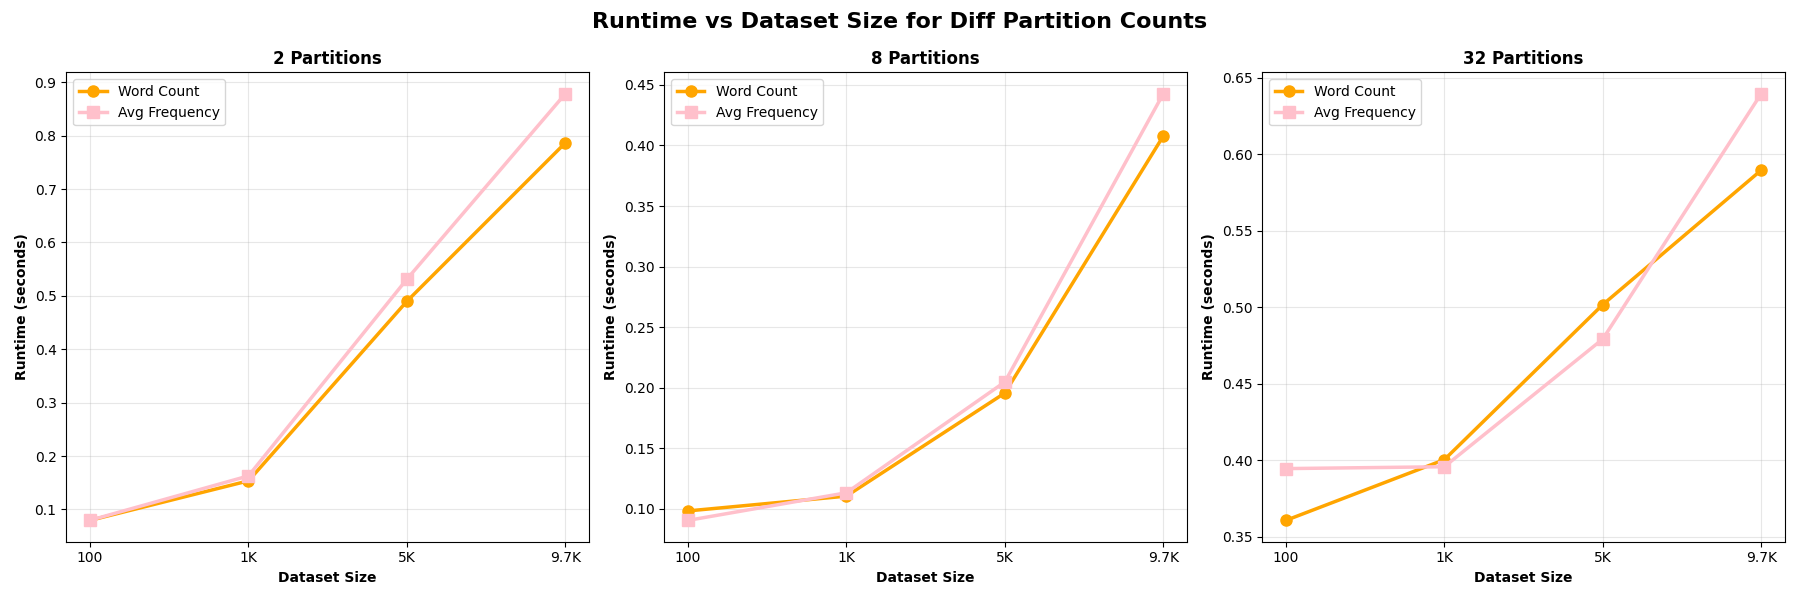 Runtime vs Dataset Size for Diff Partition Counts
2 Partitions
Word Count
Avg Frequency
0.9
0.8
0.7
0.6
0.5
0.4
0.3
0.2
0.1
Runtime (seconds)
100 1K 5K 9.7K
Dataset Size
8 Partitions
Word Count
Avg Frequency
0.45
0.40
0.35
0.30
0.25
0.20
0.15
0.10
Runtime (seconds)
100 1K 5K 9.7K
Dataset Size
32 Partitions
Word Count
Avg Frequency
0.65
0.60
0.55
0.50
0.45
0.40
0.35
Runtime (seconds)
100 1K 5K 9.7K
Dataset Size